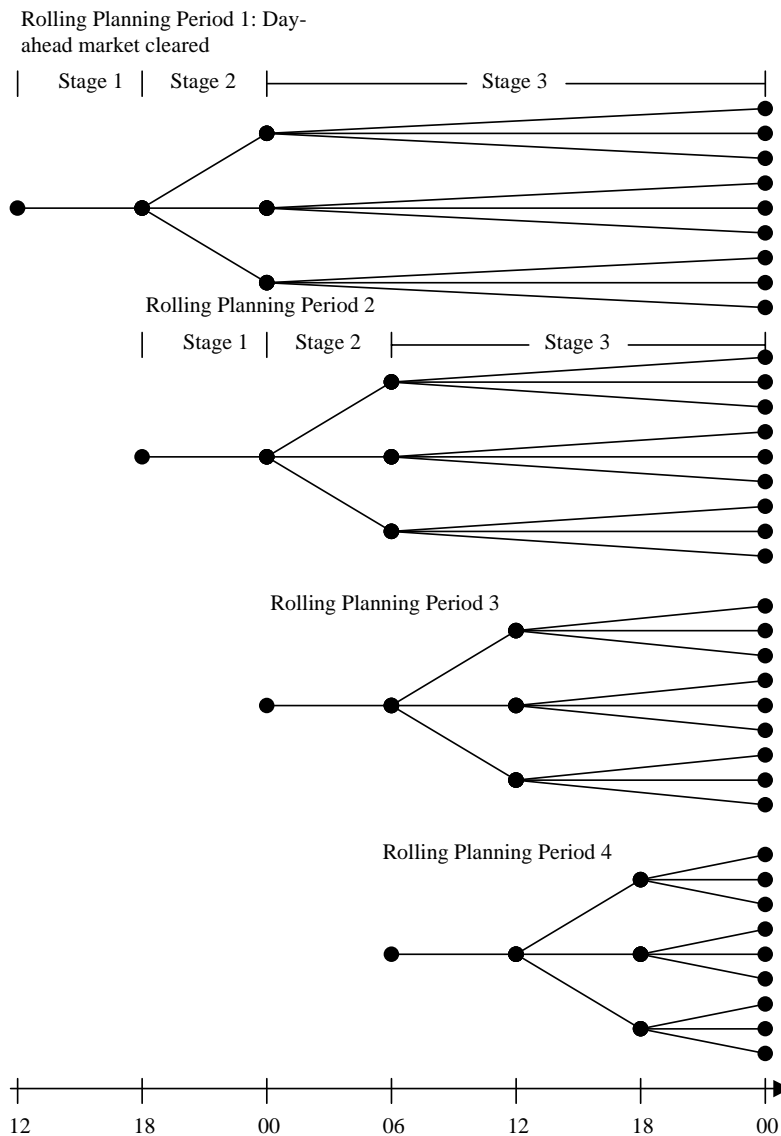 Rolling Planning Period 1: Day-
ahead market cleared
Stage 1 Stage 2 Stage 3
Rolling Planning Period 2
Stage 1 Stage 2 Stage 3
Rolling Planning Period 3
Rolling Planning Period 4
12 18 00 06 12 18 00